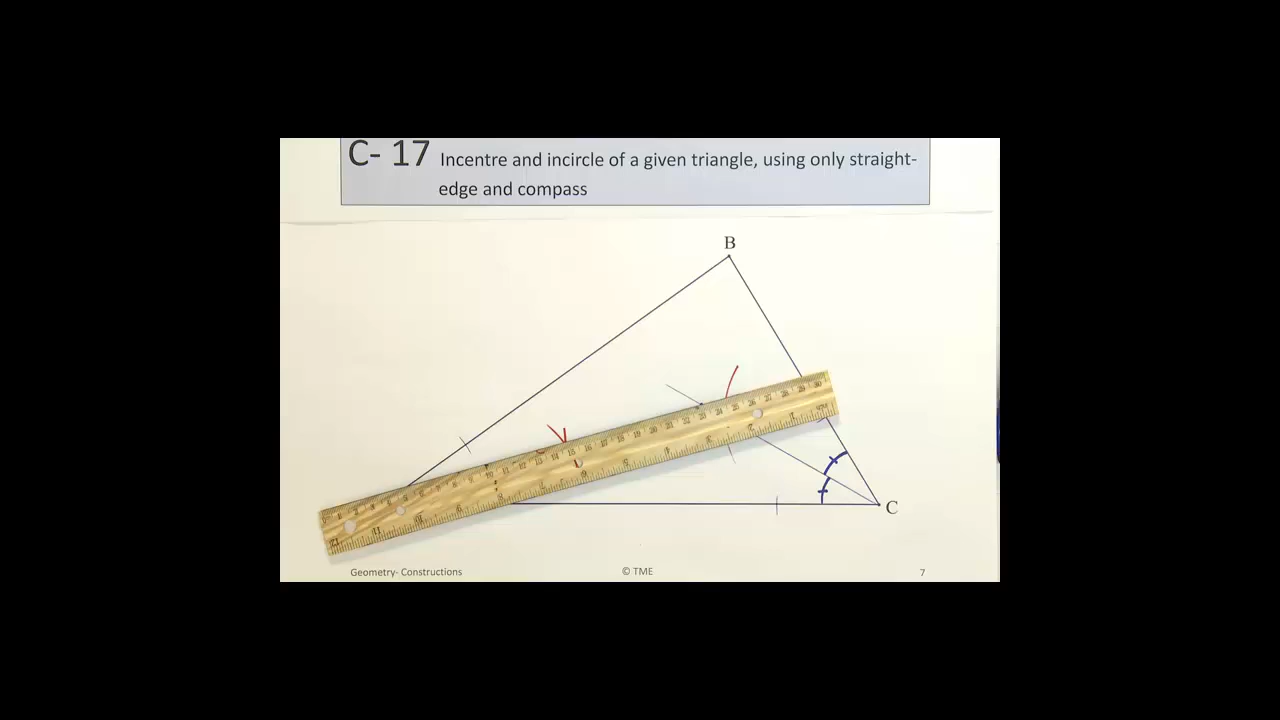 C- 17 Incentre and incircle of a given triangle, using only straight-
edge and compass
B
C
Geometry- Constructions © TME 7